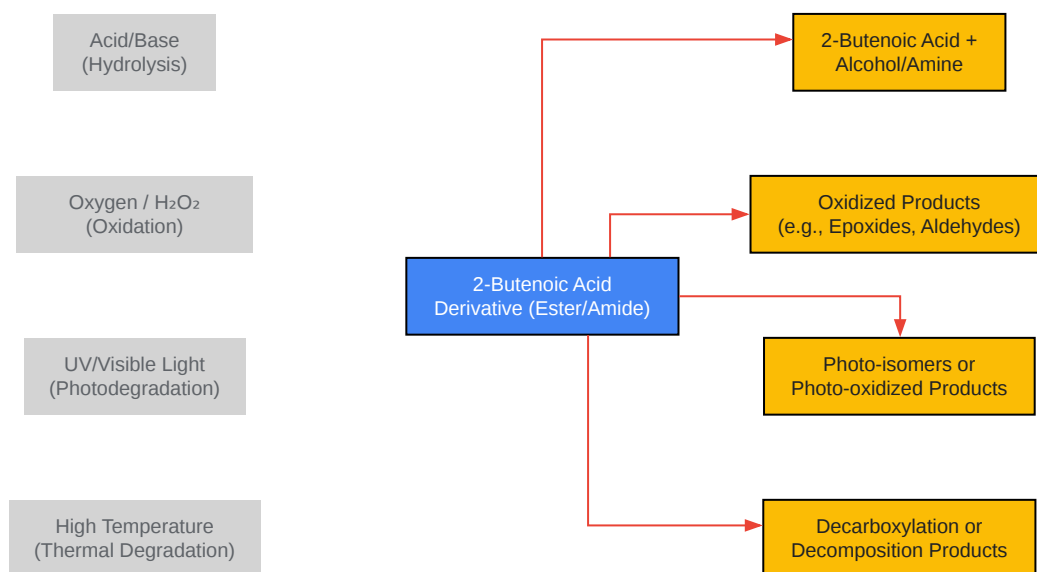 Acid/Base
(Hydrolysis)
2-Butenoic Acid +
Alcohol/Amine
Oxygen / H₂O₂
(Oxidation)
Oxidized Products
(e.g., Epoxides, Aldehydes)
2-Butenoic Acid
Derivative (Ester/Amide)
UV/Visible Light
(Photodegradation)
Photo-isomers or
Photo-oxidized Products
High Temperature
(Thermal Degradation)
Decarboxylation or
Decomposition Products